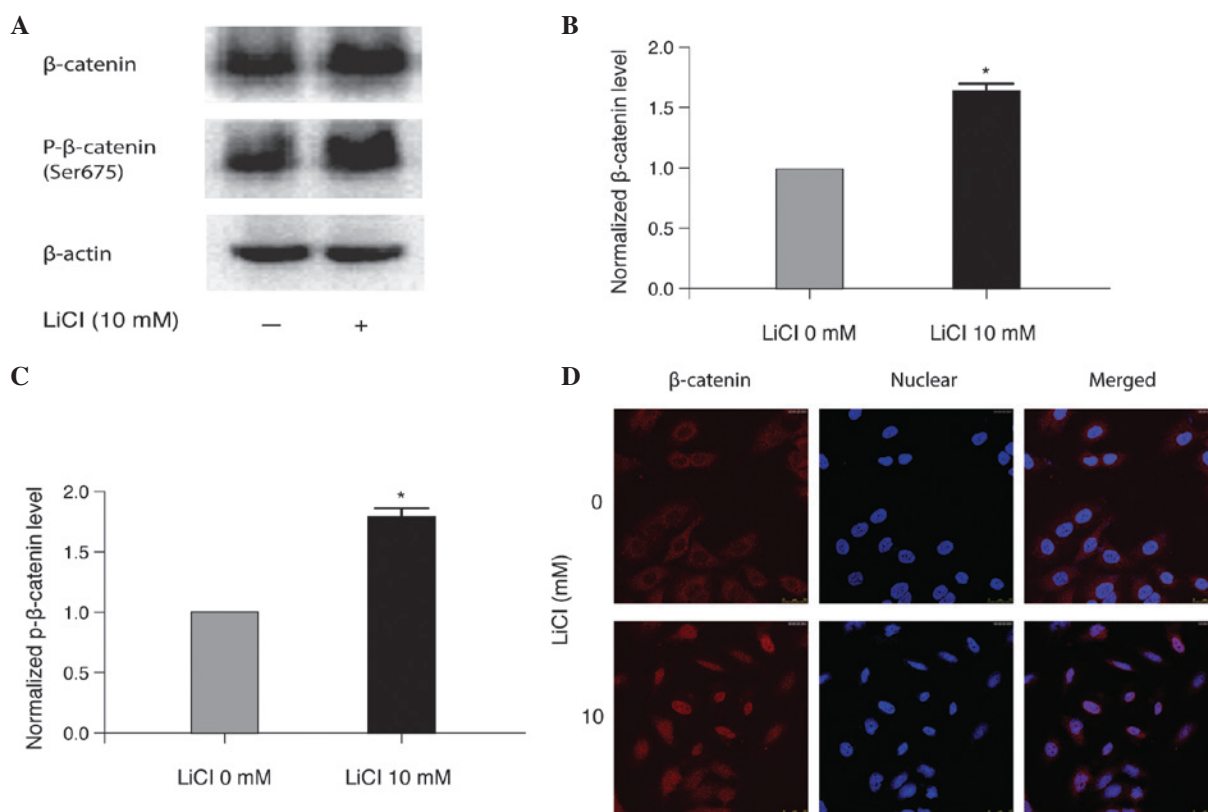 A
β-catenin
P-β-catenin
(Ser675)
β-actin
LiCl (10 mM)
— +
B
Normalized β-catenin level
2.0
1.5
1.0
0.5
0.0
*
LiCl 0 mM LiCl 10 mM
C
Normalized p-β-catenin level
2.0
1.5
1.0
0.5
0.0
*
LiCl 0 mM LiCl 10 mM
D
β-catenin Nuclear Merged
LiCl (mM)
0
10